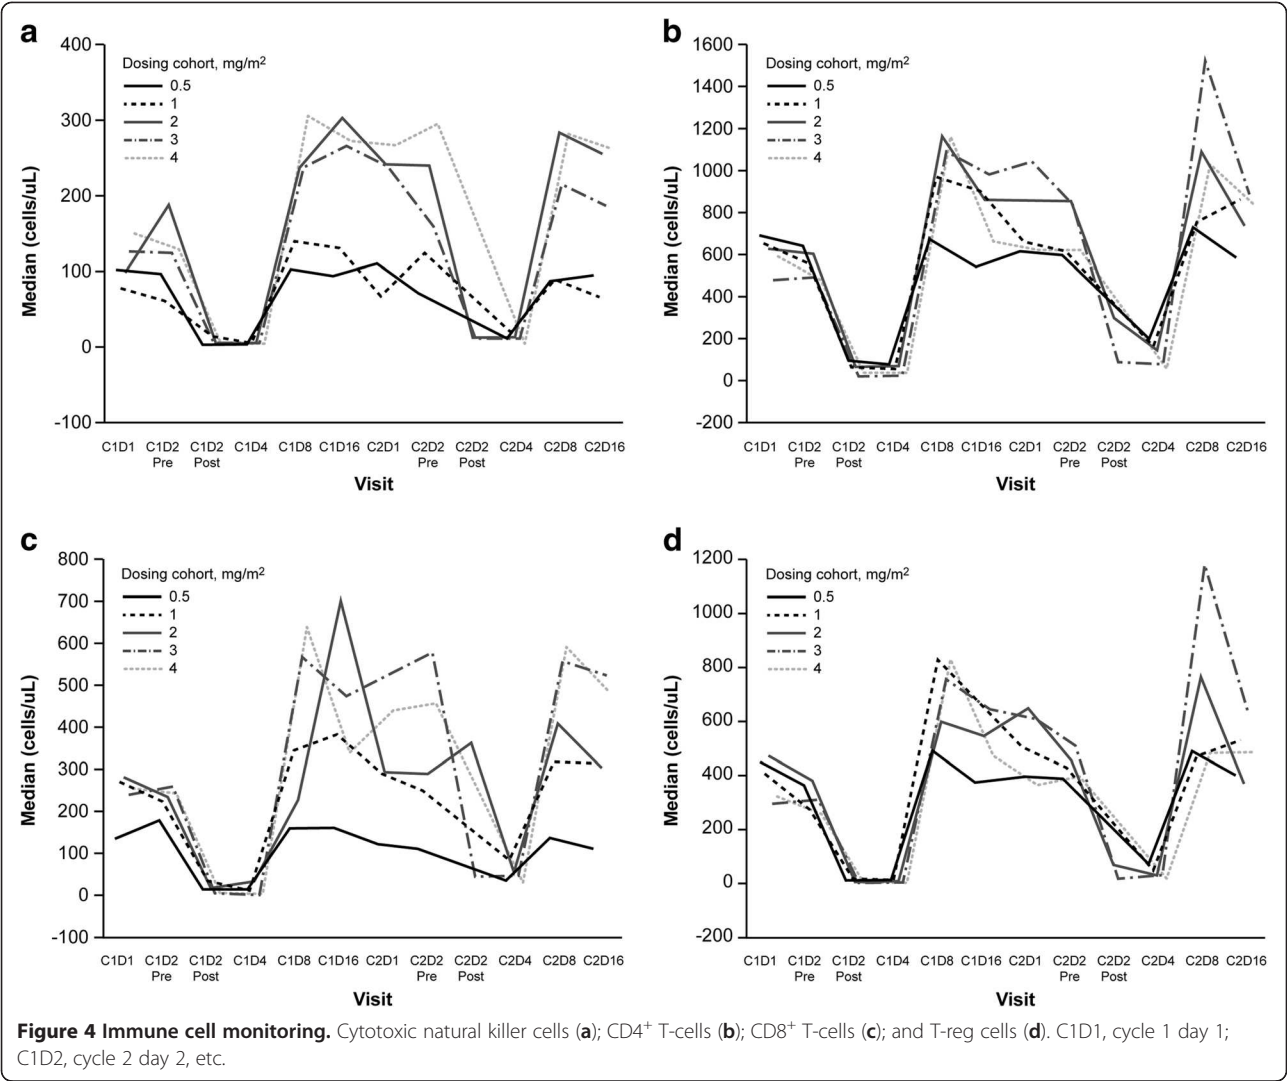 a
400
300
200
100
0
-100
Median (cells/uL)
Dosing cohort, mg/m²
0.5
1
2
3
4
C1D1 C1D2 C1D2 C1D4 C1D8 C1D16 C2D1 C2D2 C2D2 C2D4 C2D8 C2D16
Pre Post Pre Post
Visit
b
1600
1400
1200
1000
800
600
400
200
0
-200
Median (cells/uL)
Dosing cohort, mg/m²
0.5
1
2
3
4
C1D1 C1D2 C1D2 C1D4 C1D8 C1D16 C2D1 C2D2 C2D2 C2D4 C2D8 C2D16
Pre Post Pre Post
Visit
c
800
700
600
500
400
300
200
100
0
-100
Median (cells/uL)
Dosing cohort, mg/m²
0.5
1
2
3
4
C1D1 C1D2 C1D2 C1D4 C1D8 C1D16 C2D1 C2D2 C2D2 C2D4 C2D8 C2D16
Pre Post Pre Post
Visit
d
1200
1000
800
600
400
200
0
-200
Median (cells/uL)
Dosing cohort, mg/m²
0.5
1
2
3
4
C1D1 C1D2 C1D2 C1D4 C1D8 C1D16 C2D1 C2D2 C2D2 C2D4 C2D8 C2D16
Pre Post Pre Post
Visit
Figure 4 Immune cell monitoring. Cytotoxic natural killer cells (a); CD4⁺ T-cells (b); CD8⁺ T-cells (c); and T-reg cells (d). C1D1, cycle 1 day 1;
C1D2, cycle 2 day 2, etc.